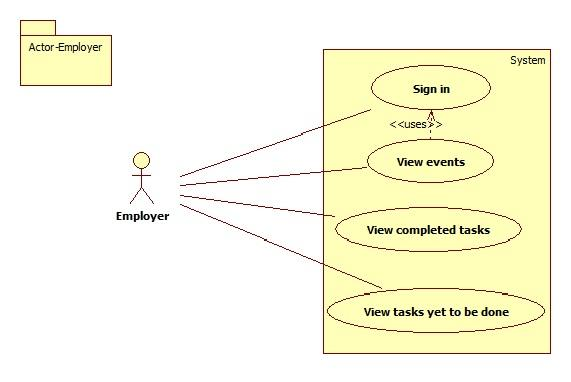 Actor-Employer
System
Sign in
<<uses>>
View events
Employer
View completed tasks
View tasks yet to be done